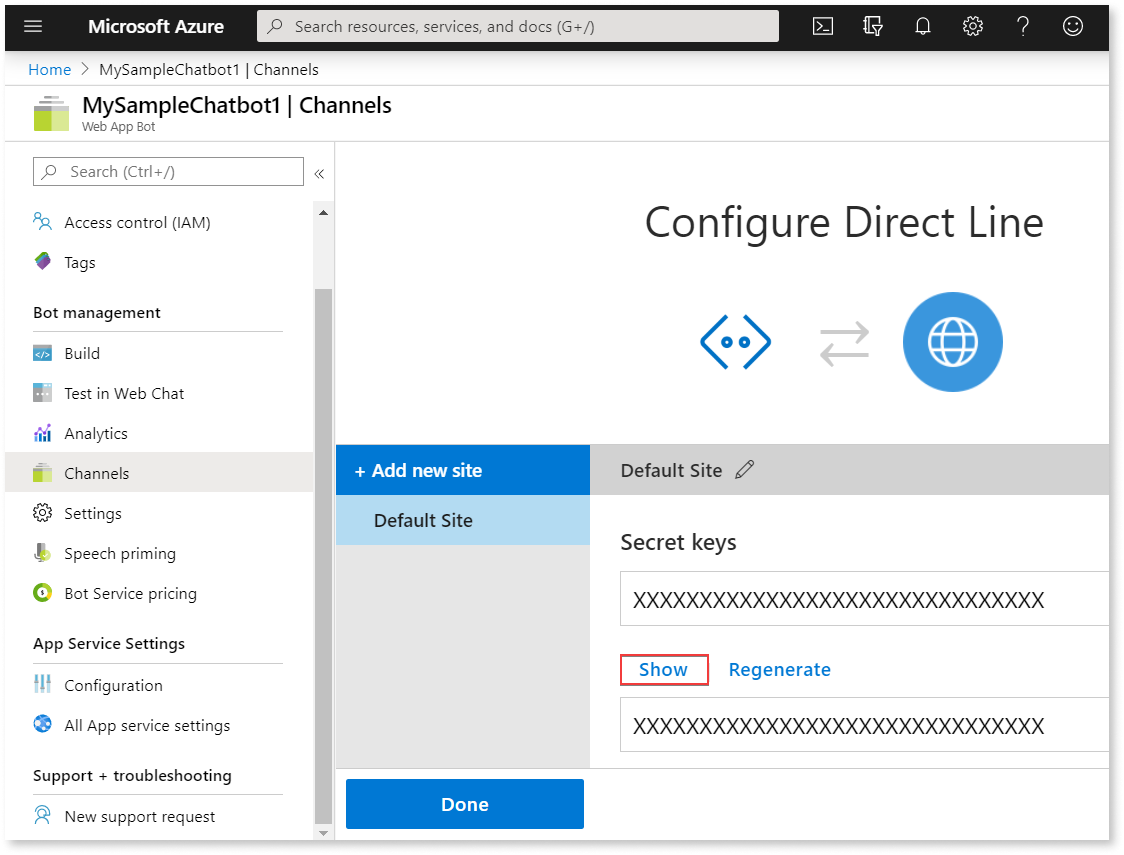 Microsoft Azure
Search resources, services, and docs (G+/)
Home > MySampleChatbot1 | Channels
MySampleChatbot1 | Channels
Web App Bot
Search (Ctrl+/)
«
Access control (IAM)
Tags
Bot management
Build
Test in Web Chat
Analytics
Channels
Settings
Speech priming
Bot Service pricing
App Service Settings
Configuration
All App service settings
Support + troubleshooting
New support request
Configure Direct Line
+ Add new site
Default Site
Default Site
Secret keys
XXXXXXXXXXXXXXXXXXXXXXXXXXXXXXX
Show Regenerate
XXXXXXXXXXXXXXXXXXXXXXXXXXXXXXX
Done